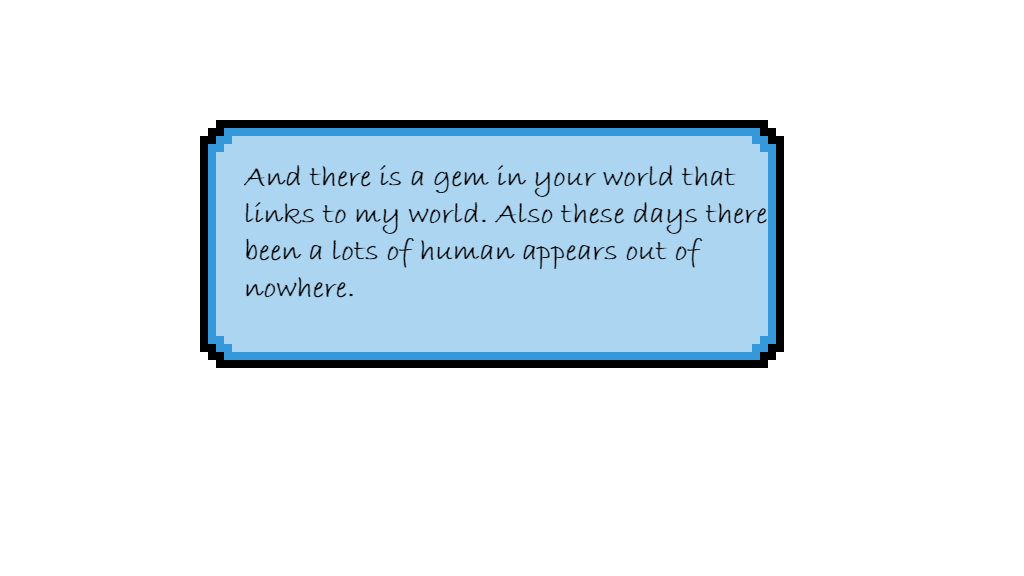 And there is a gem in your world that
links to my world. Also these days there
been a lots of human appears out of
nowhere.